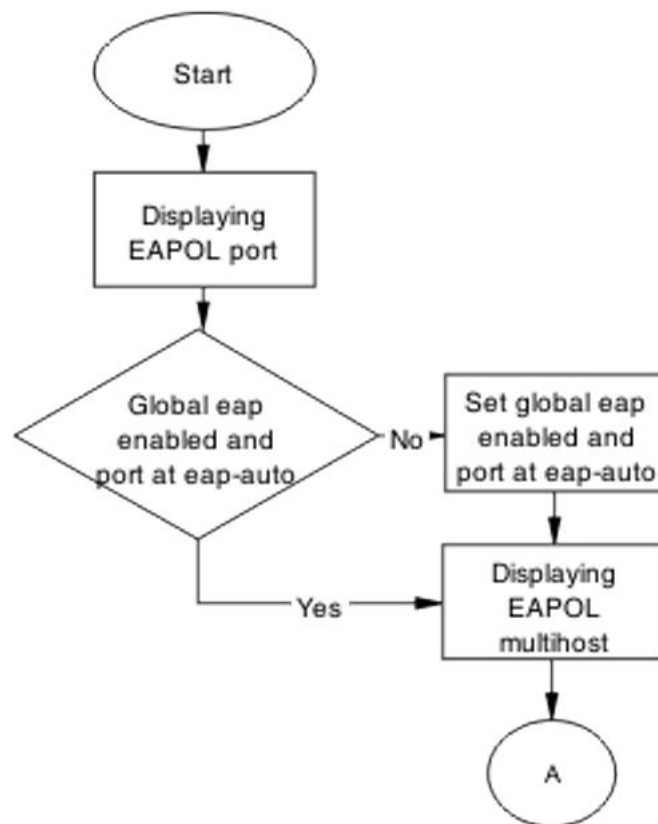 Start
Displaying
EAPOL port
Global eap
enabled and
port at eap-auto
No
Set global eap
enabled and
port at eap-auto
Yes
Displaying
EAPOL
multihost
A